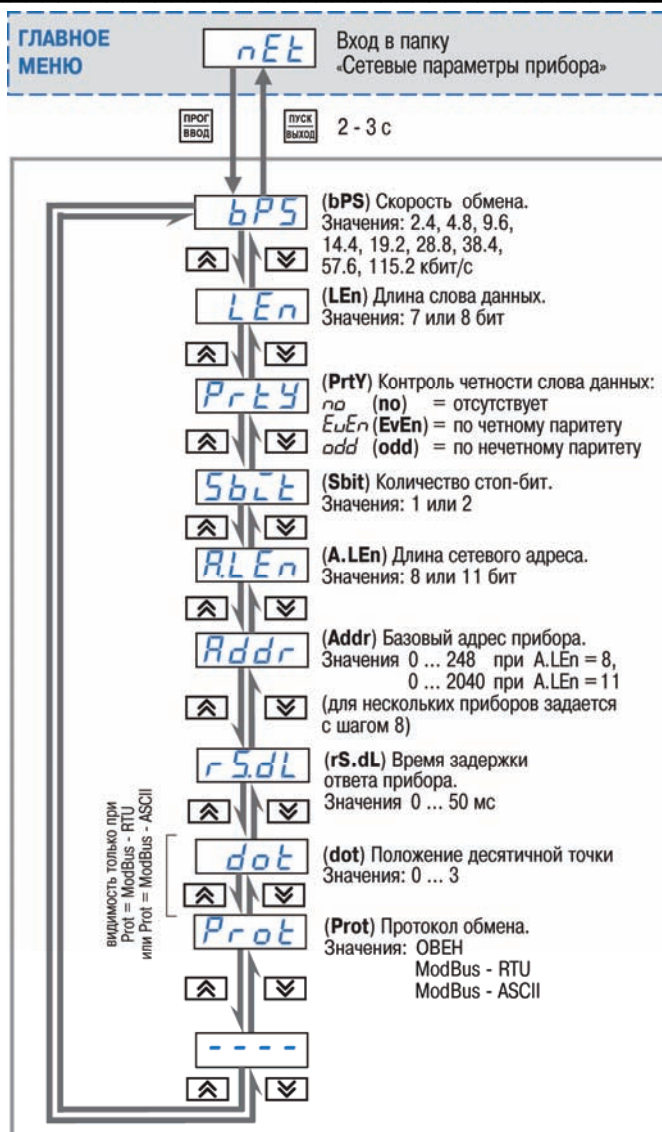 ГЛАВНОЕ
МЕНЮ
nEt
Вход в папку
«Сетевые параметры прибора»
ПРОГ
ВВОД
ПУСК
ВЫХОД
2 - 3 с
bPS
(bPS) Скорость обмена.
Значения: 2.4, 4.8, 9.6,
14.4, 19.2, 28.8, 38.4,
57.6, 115.2 кбит/с
LEn
(LEn) Длина слова данных.
Значения: 7 или 8 бит
PrtY
(PrtY) Контроль четности слова данных:
no (no) = отсутствует
EvEn (EvEn) = по четному паритету
odd (odd) = по нечетному паритету
Sbit
(Sbit) Количество стоп-бит.
Значения: 1 или 2
A.LEn
(A.LEn) Длина сетевого адреса.
Значения: 8 или 11 бит
Addr
(Addr) Базовый адрес прибора.
Значения 0 ... 248 при A.LEn = 8,
0 ... 2040 при A.LEn = 11
(для нескольких приборов задается
с шагом 8)
rS.dL
(rS.dL) Время задержки
ответа прибора.
Значения 0 ... 50 мс
видимость только при
Prot = ModBus - RTU
или Prot = ModBus - ASCII
dot
(dot) Положение десятичной точки
Значения: 0 ... 3
Prot
(Prot) Протокол обмена.
Значения: ОВЕН
ModBus - RTU
ModBus - ASCII
- - - -